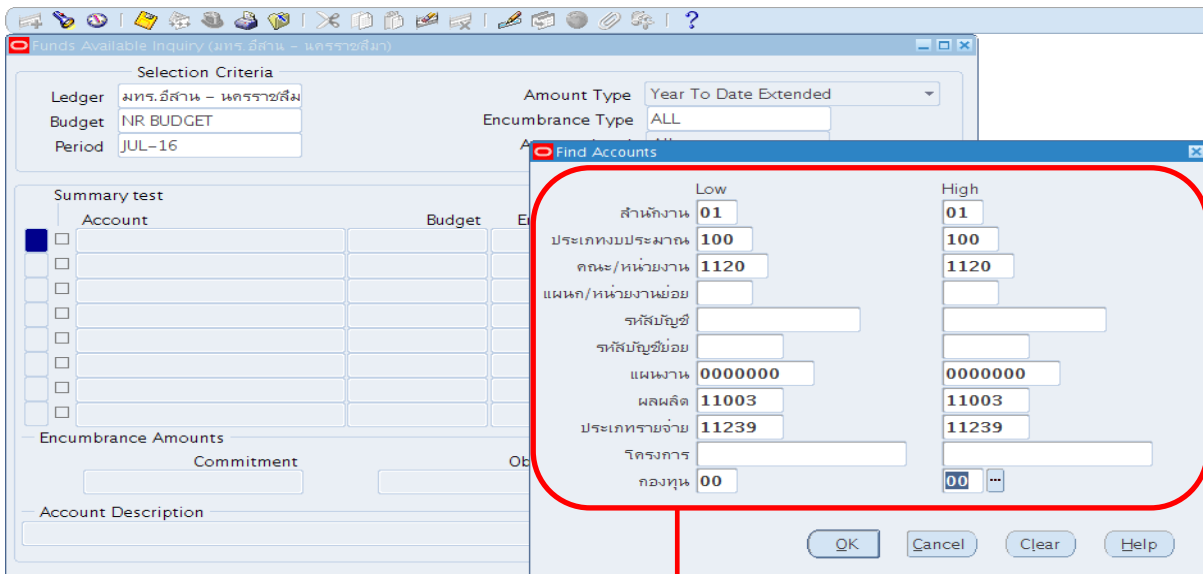 Funds Available Inquiry (มทร.อีสาน - นครราชสีมา)
Selection Criteria
Ledger มทร.อีสาน - นครราชสีม
Amount Type Year To Date Extended
Budget NR BUDGET
Encumbrance Type ALL
Period JUL-16
Find Accounts
Low High
สำนักงาน 01 01
ประเภทงบประมาณ 100 100
คณะ/หน่วยงาน 1120 1120
แผนก/หน่วยงานย่อย
รหัสบัญชี
รหัสบัญชีย่อย
แผนงาน 0000000 0000000
ผลผลิต 11003 11003
ประเภทรายจ่าย 11239 11239
โครงการ
กองทุน 00 00 ...
OK Cancel Clear Help
Summary test
Account Budget
Encumbrance Amounts
Commitment
Account Description